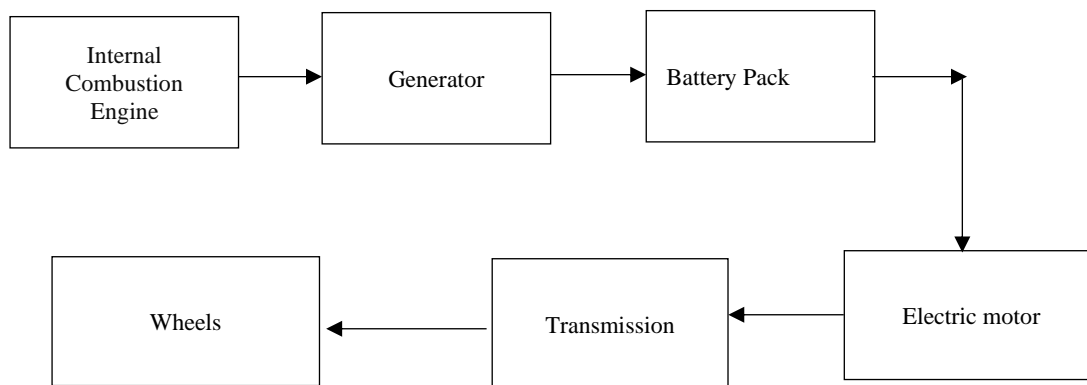 Internal
Combustion
Engine
Generator
Battery Pack
Electric motor
Transmission
Wheels